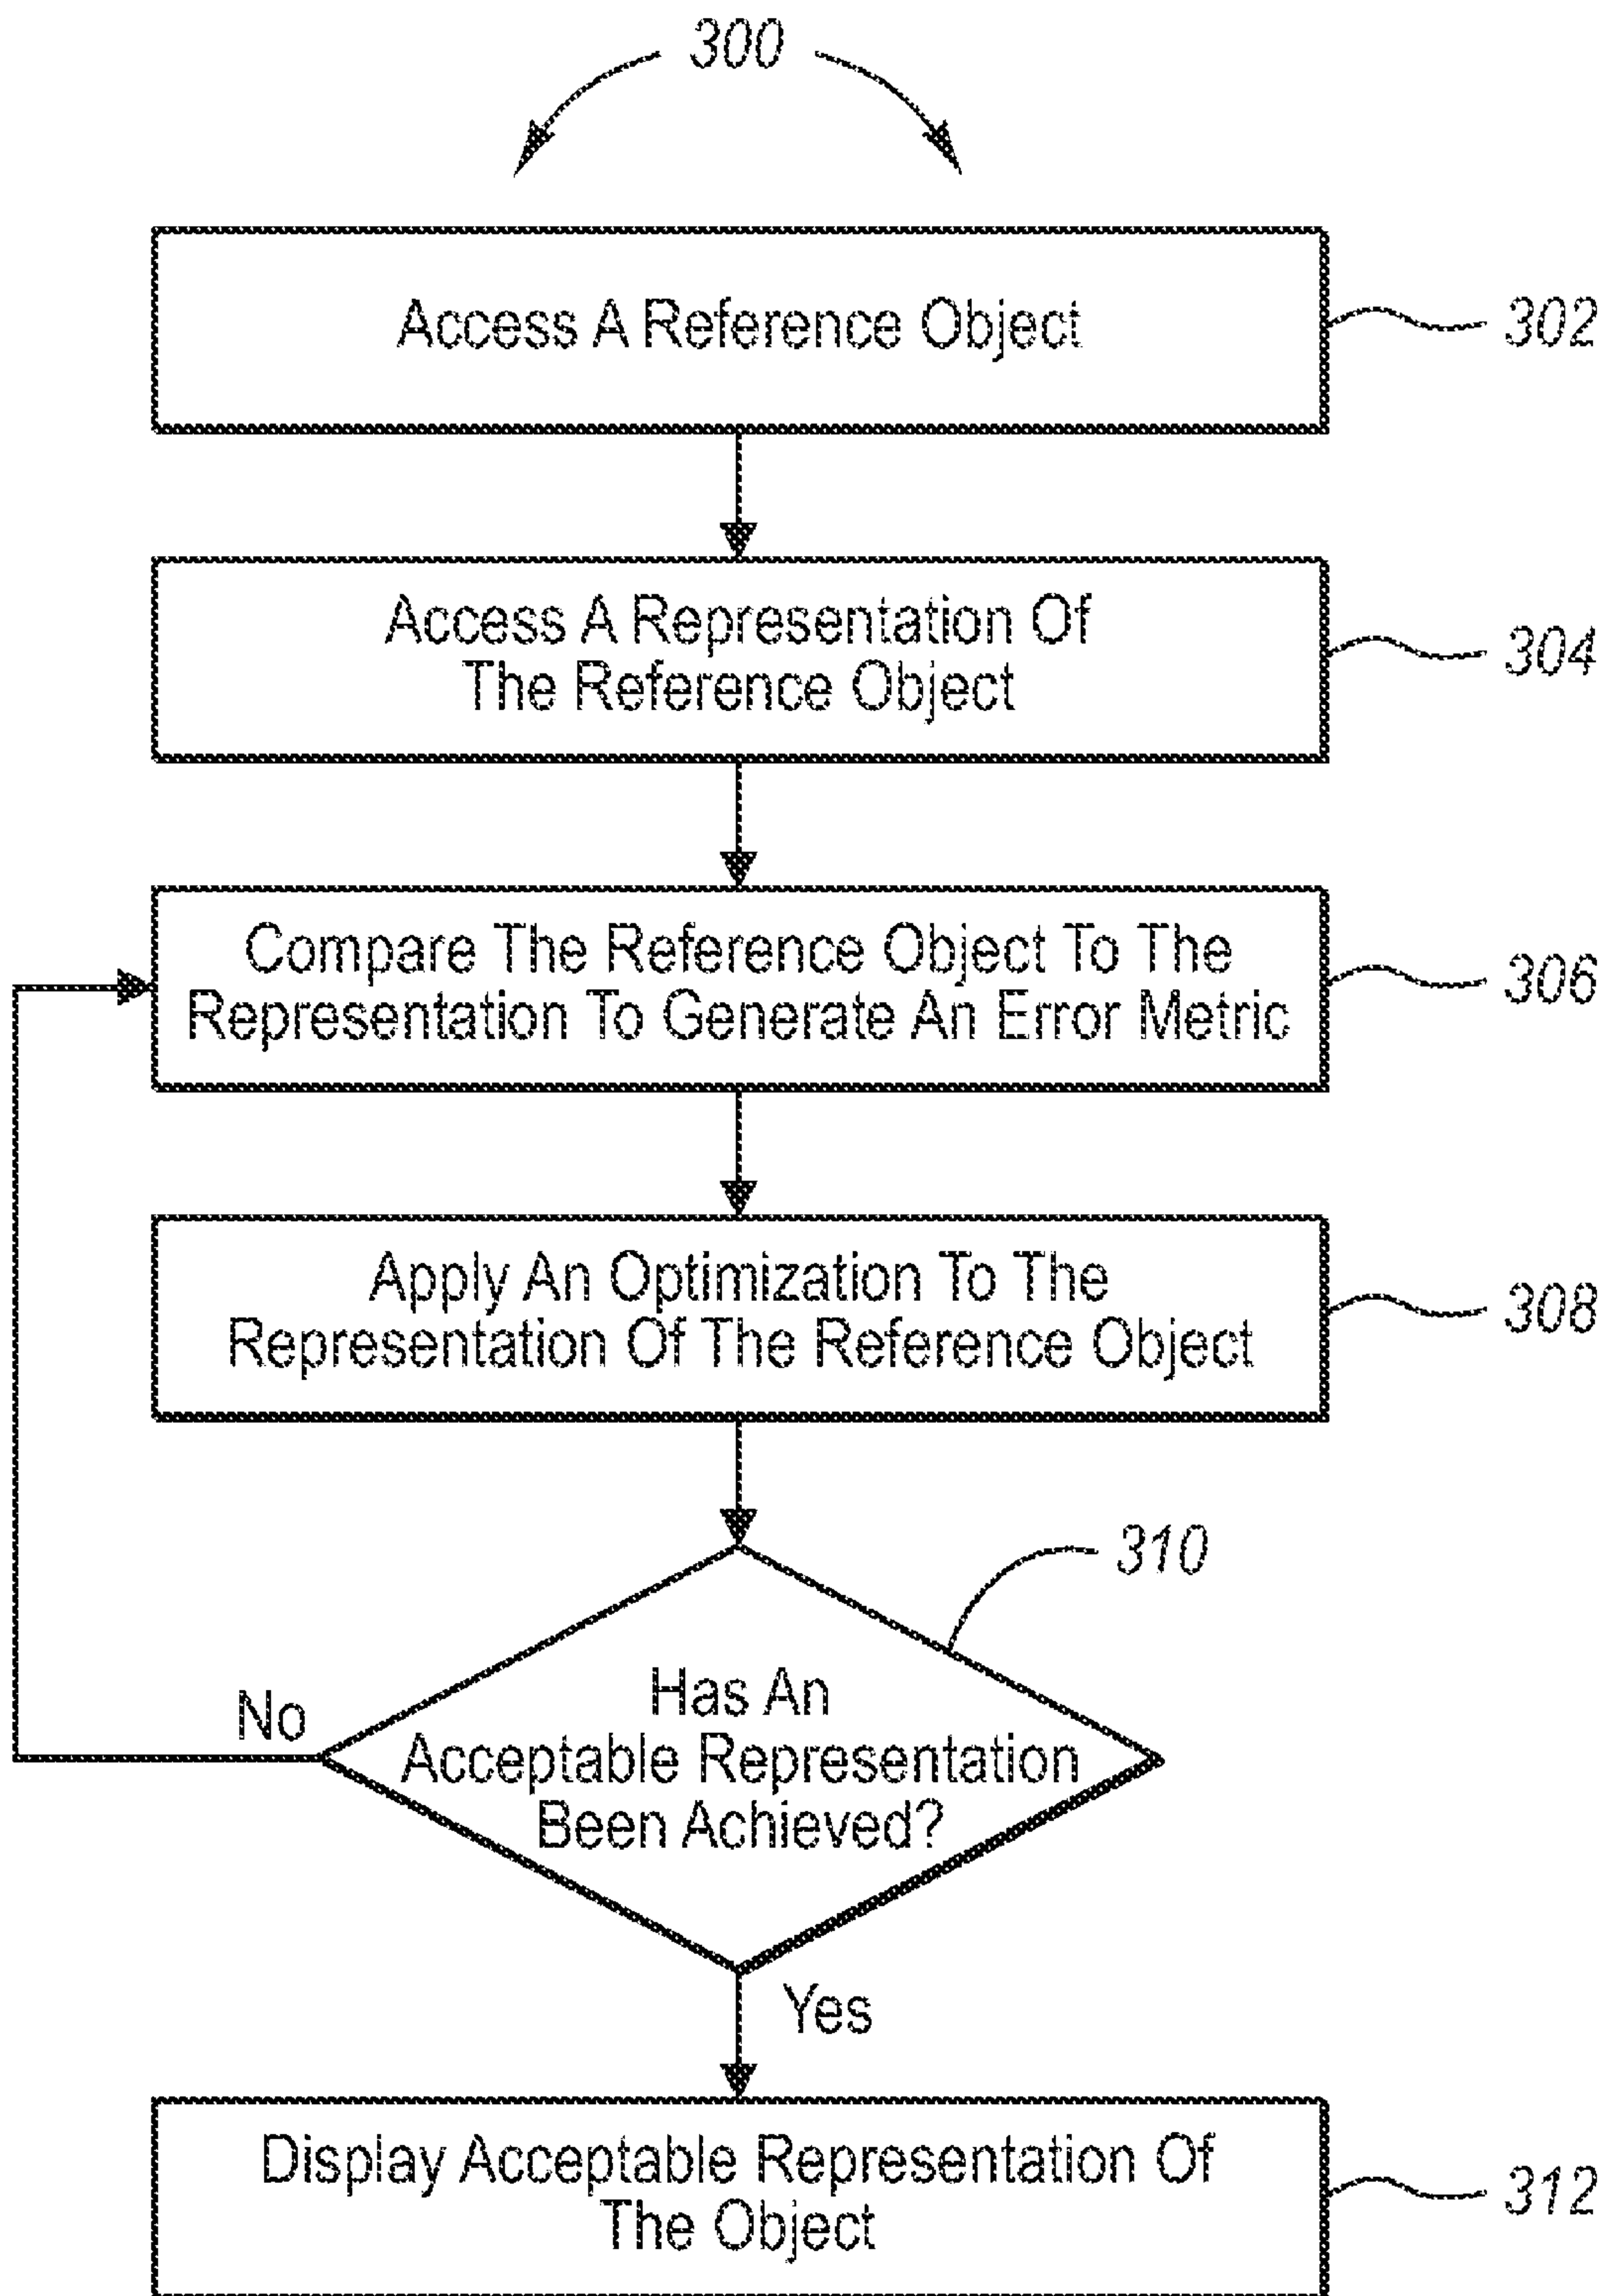 300
Access A Reference Object
302
Access A Representation Of
The Reference Object
304
Compare The Reference Object To The
Representation To Generate An Error Metric
306
Apply An Optimization To The
Representation Of The Reference Object
308
310
Has An
Acceptable Representation
Been Achieved?
No
Yes
Display Acceptable Representation Of
The Object
312